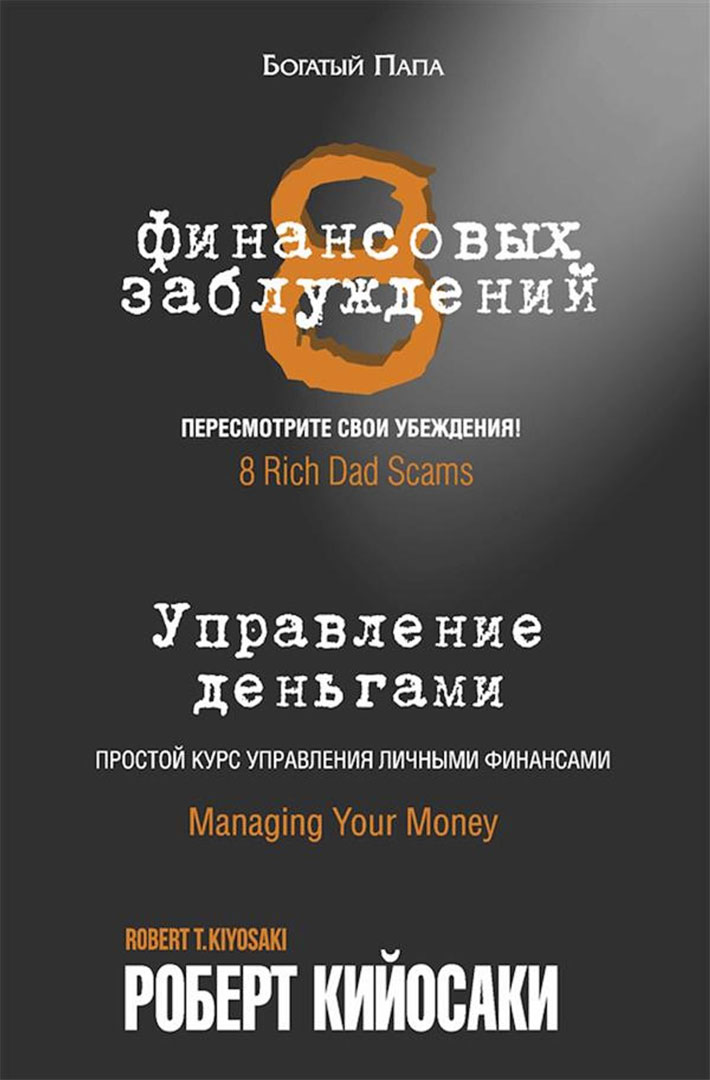 Богатый Папа
8
финансовых
заблуждений
ПЕРЕСМОТРИТЕ СВОИ УБЕЖДЕНИЯ!
8 Rich Dad Scams
Управление
деньгами
ПРОСТОЙ КУРС УПРАВЛЕНИЯ ЛИЧНЫМИ ФИНАНСАМИ
Managing Your Money
ROBERT T.KIYOSAKI
РОБЕРТ КИЙОСАКИ